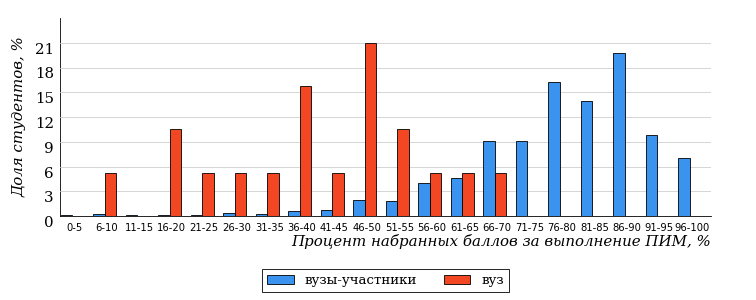 Доля студентов, %
21
18
15
12
9
6
3
0
0-5 6-10 11-15 16-20 21-25 26-30 31-35 36-40 41-45 46-50 51-55 56-60 61-65 66-70 71-75 76-80 81-85 86-90 91-95 96-100
Процент набранных баллов за выполнение ПИМ, %
вузы-участники вуз